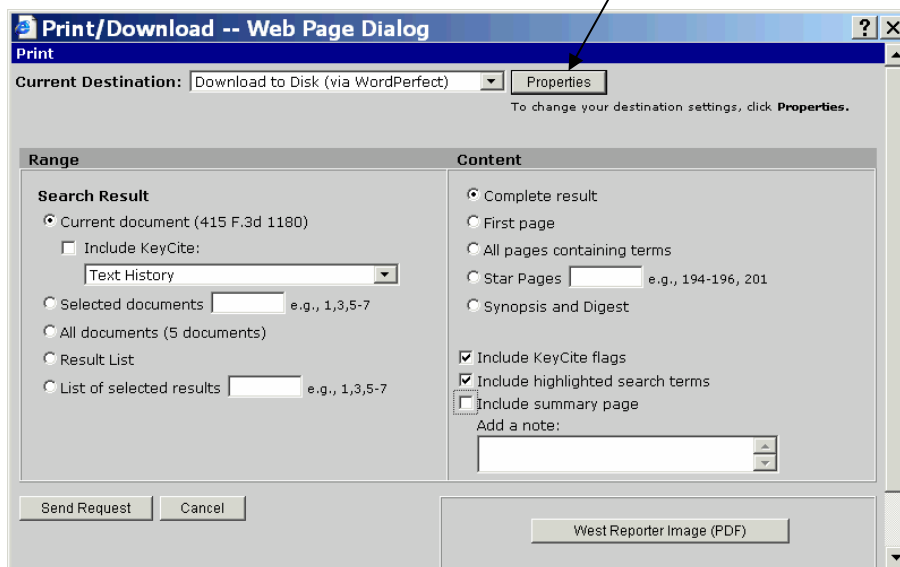 Print/Download -- Web Page Dialog
Print
Current Destination: Download to Disk (via WordPerfect) Properties
To change your destination settings, click Properties.
Range
Search Result
Current document (415 F.3d 1180)
Include KeyCite:
Text History
Selected documents e.g., 1,3,5-7
All documents (5 documents)
Result List
List of selected results e.g., 1,3,5-7
Content
Complete result
First page
All pages containing terms
Star Pages e.g., 194-196, 201
Synopsis and Digest
Include KeyCite flags
Include highlighted search terms
Include summary page
Add a note:
Send Request Cancel
West Reporter Image (PDF)